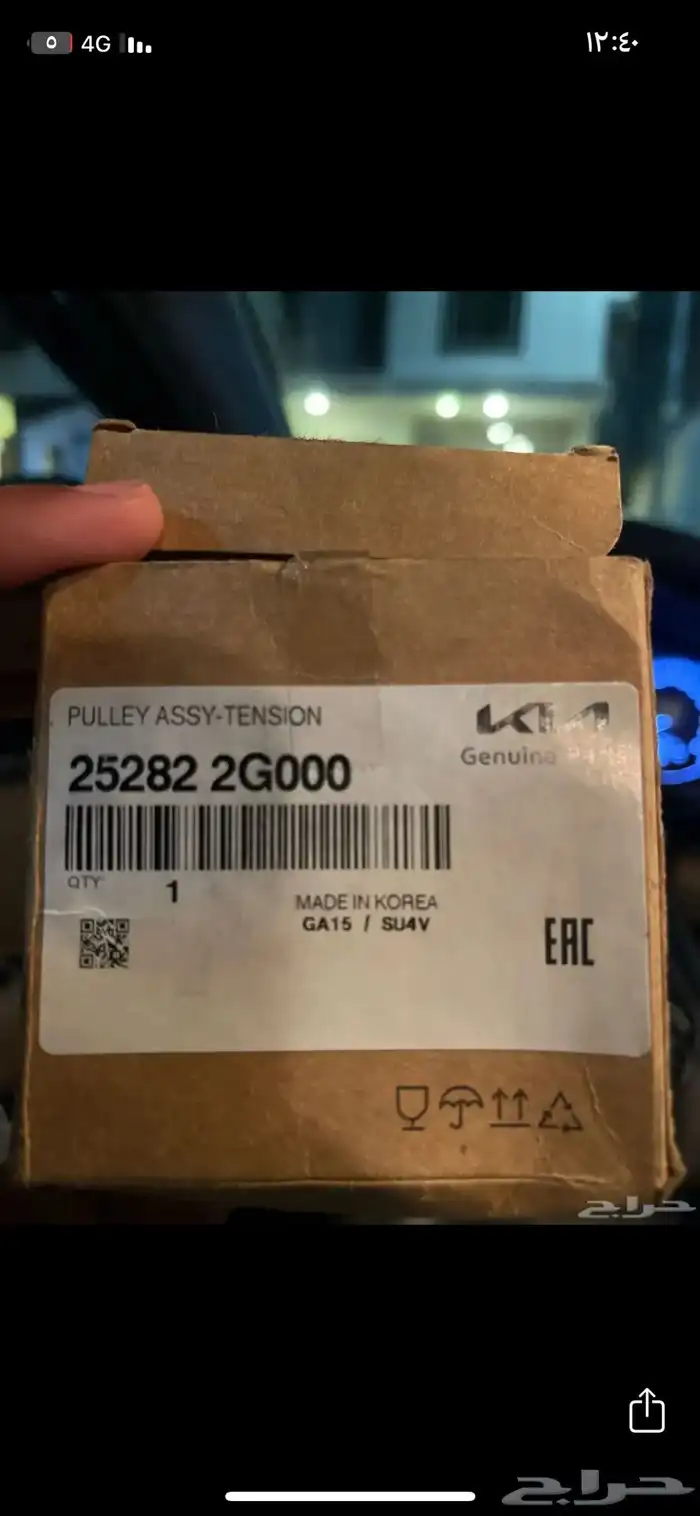 ٥ 4G ١٢:٤٠
PULLEY ASSY-TENSION
KIA
25282 2G000
Genuine Parts
QTY 1
MADE IN KOREA
GA15 / SU4V
EAC
حراج
حراج